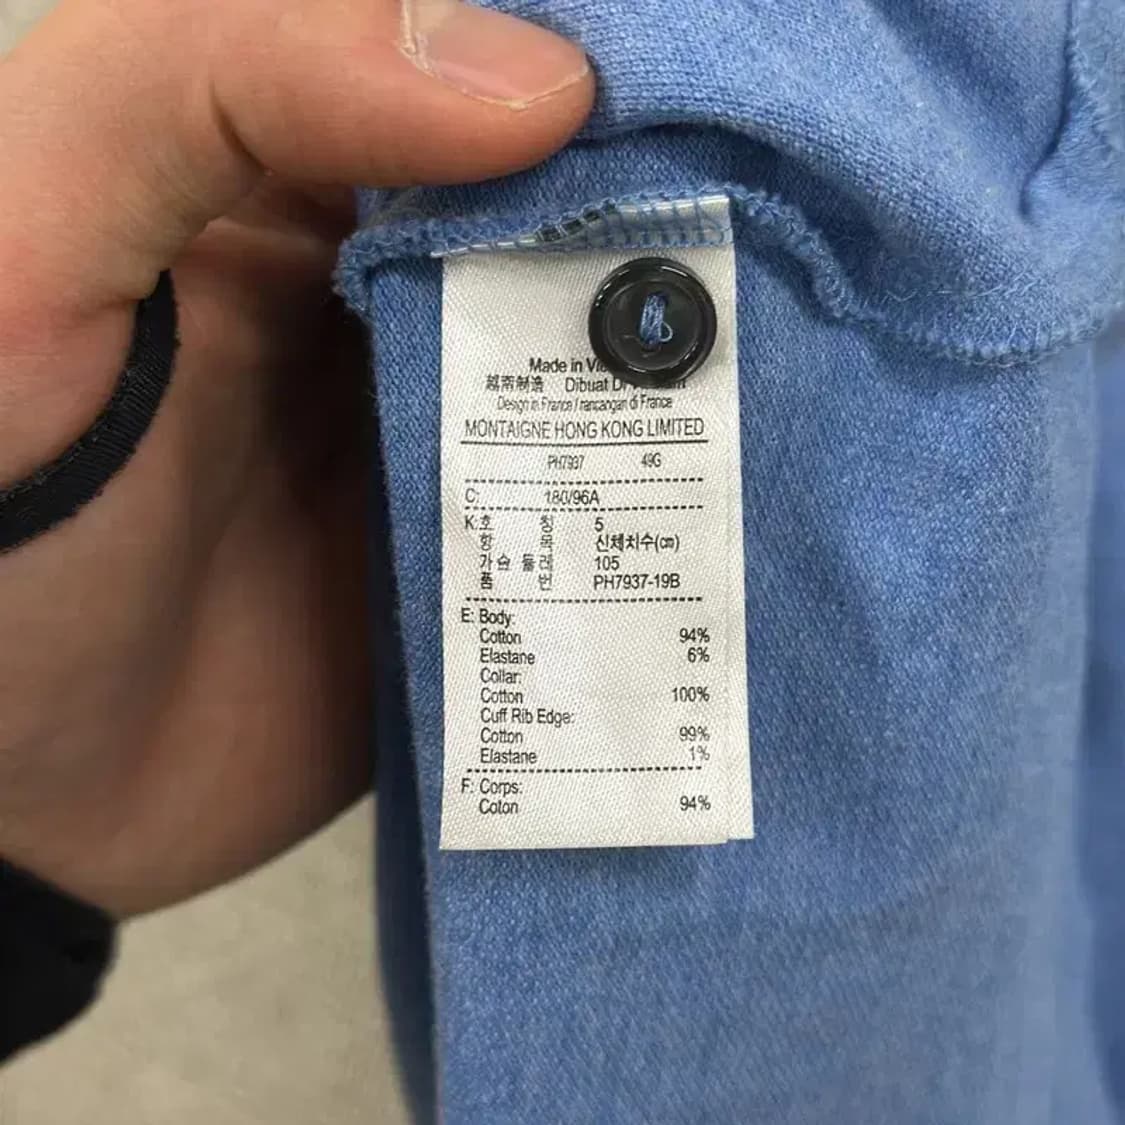 Made in
越南制造 Dibuat
Design in France / rancangan di France
MONTAIGNE HONG KONG LIMITED
PH7937 49G
C: 180/96A
K:호 칭 5
항 목 신체치수(cm)
가슴 둘레 105
품 번 PH7937-19B
E: Body:
Cotton 94%
Elastane 6%
Collar:
Cotton 100%
Cuff Rib Edge:
Cotton 99%
Elastane 1%
F: Corps:
Coton 94%